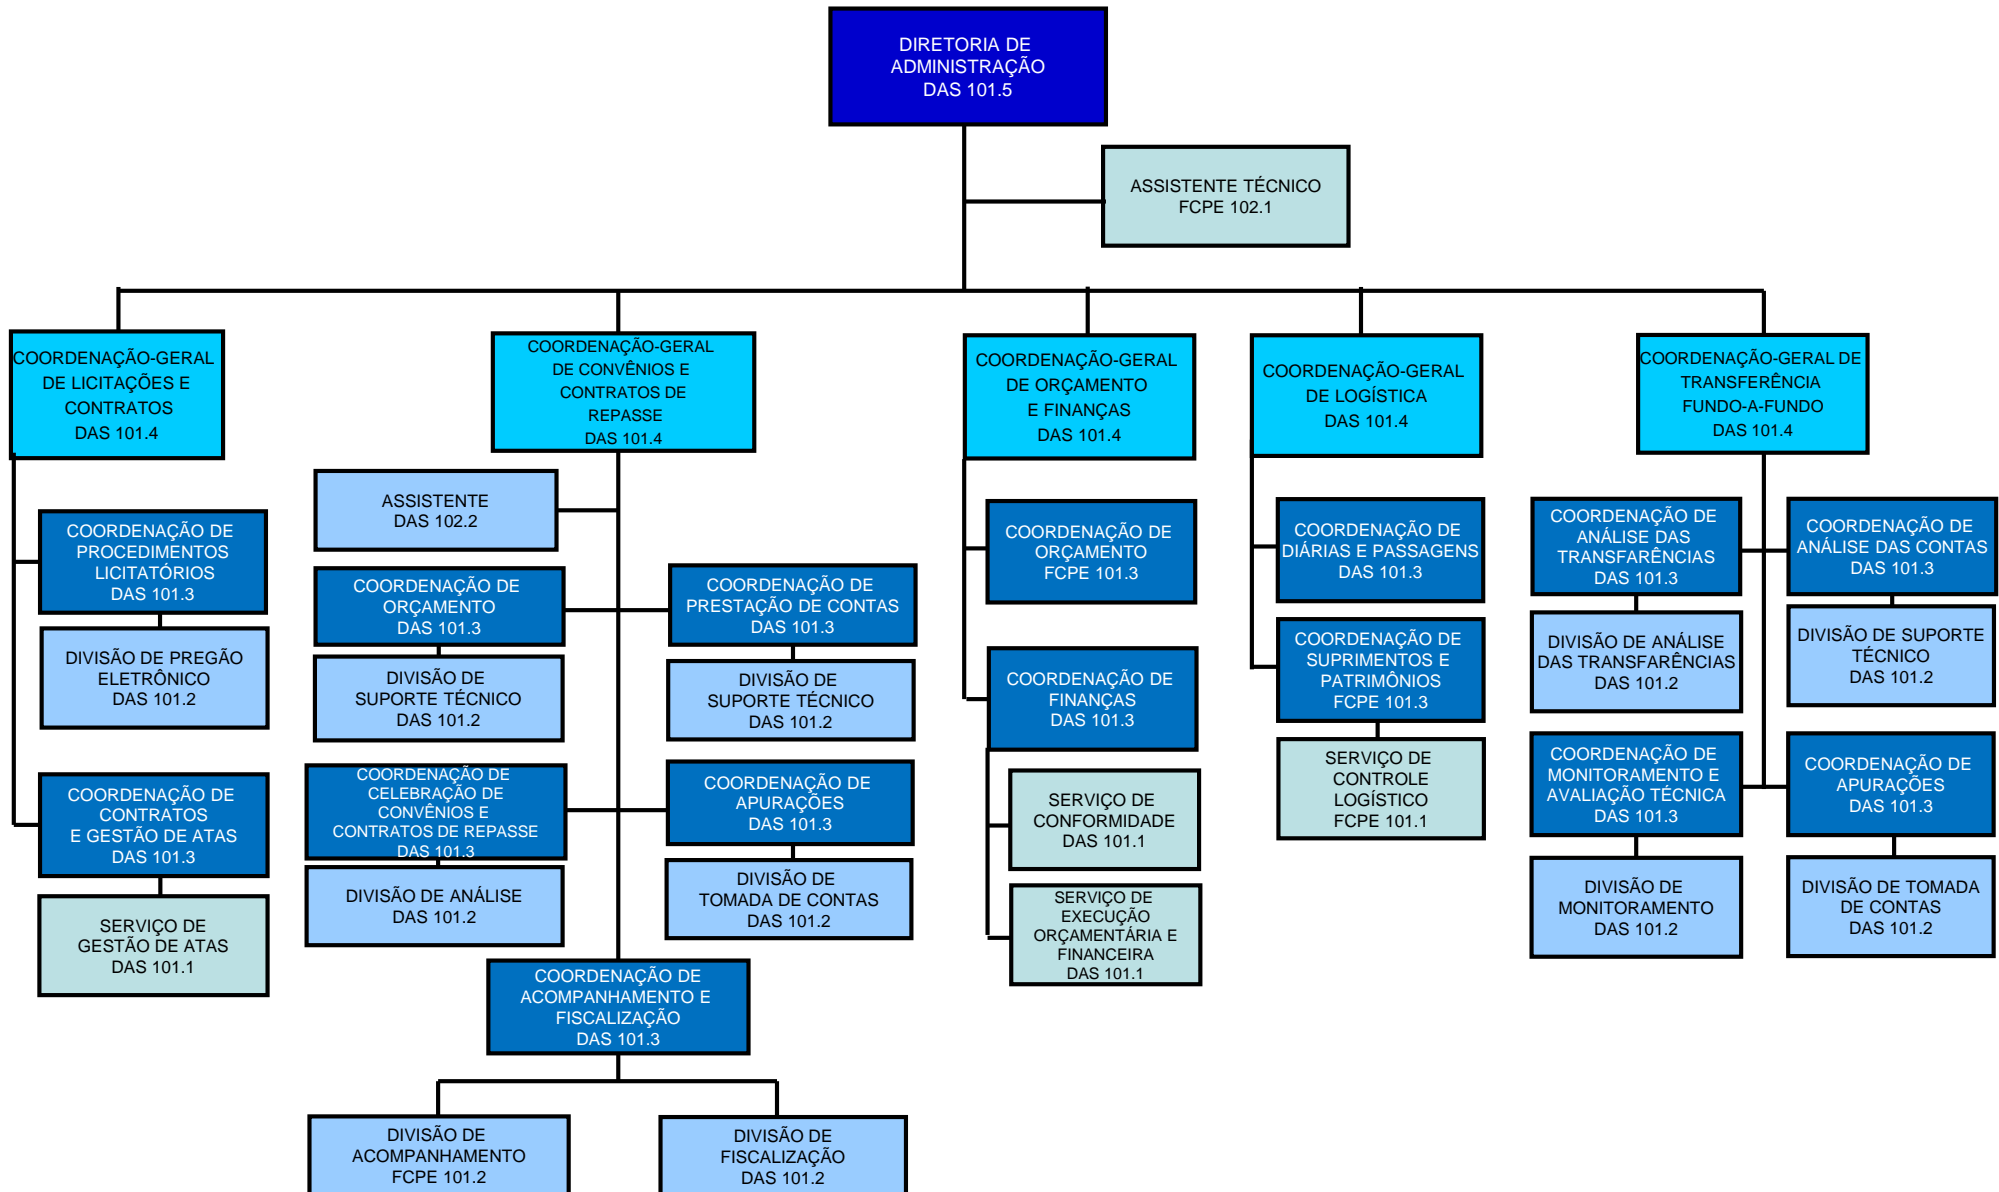 DIRETORIA DE
ADMINISTRAÇÃO
DAS 101.5
ASSISTENTE TÉCNICO
FCPE 102.1
COORDENAÇÃO-GERAL
DE LICITAÇÕES E
CONTRATOS
DAS 101.4
COORDENAÇÃO DE
PROCEDIMENTOS
LICITATÓRIOS
DAS 101.3
DIVISÃO DE PREGÃO
ELETRÔNICO
DAS 101.2
COORDENAÇÃO DE
CONTRATOS
E GESTÃO DE ATAS
DAS 101.3
SERVIÇO DE
GESTÃO DE ATAS
DAS 101.1
COORDENAÇÃO-GERAL
DE CONVÊNIOS E
CONTRATOS DE
REPASSE
DAS 101.4
ASSISTENTE
DAS 102.2
COORDENAÇÃO DE
ORÇAMENTO
DAS 101.3
DIVISÃO DE
SUPORTE TÉCNICO
DAS 101.2
COORDENAÇÃO DE
PRESTAÇÃO DE CONTAS
DAS 101.3
DIVISÃO DE
SUPORTE TÉCNICO
DAS 101.2
COORDENAÇÃO DE
CELEBRAÇÃO DE
CONVÊNIOS E
CONTRATOS DE REPASSE
DAS 101.3
DIVISÃO DE ANÁLISE
DAS 101.2
COORDENAÇÃO DE
APURAÇÕES
DAS 101.3
DIVISÃO DE
TOMADA DE CONTAS
DAS 101.2
COORDENAÇÃO DE
ACOMPANHAMENTO E
FISCALIZAÇÃO
DAS 101.3
DIVISÃO DE
ACOMPANHAMENTO
FCPE 101.2
DIVISÃO DE
FISCALIZAÇÃO
DAS 101.2
COORDENAÇÃO-GERAL
DE ORÇAMENTO
E FINANÇAS
DAS 101.4
COORDENAÇÃO DE
ORÇAMENTO
FCPE 101.3
COORDENAÇÃO DE
FINANÇAS
DAS 101.3
SERVIÇO DE
CONFORMIDADE
DAS 101.1
SERVIÇO DE
EXECUÇÃO
ORÇAMENTÁRIA E
FINANCEIRA
DAS 101.1
COORDENAÇÃO-GERAL
DE LOGÍSTICA
DAS 101.4
COORDENAÇÃO DE
DIÁRIAS E PASSAGENS
DAS 101.3
COORDENAÇÃO DE
SUPRIMENTOS E
PATRIMÔNIOS
FCPE 101.3
SERVIÇO DE
CONTROLE
LOGÍSTICO
FCPE 101.1
COORDENAÇÃO-GERAL DE
TRANSFERÊNCIA
FUNDO-A-FUNDO
DAS 101.4
COORDENAÇÃO DE
ANÁLISE DAS
TRANSFARÊNCIAS
DAS 101.3
DIVISÃO DE ANÁLISE
DAS TRANSFARÊNCIAS
DAS 101.2
COORDENAÇÃO DE
ANÁLISE DAS CONTAS
DAS 101.3
DIVISÃO DE SUPORTE
TÉCNICO
DAS 101.2
COORDENAÇÃO DE
MONITORAMENTO E
AVALIAÇÃO TÉCNICA
DAS 101.3
DIVISÃO DE
MONITORAMENTO
DAS 101.2
COORDENAÇÃO DE
APURAÇÕES
DAS 101.3
DIVISÃO DE TOMADA
DE CONTAS
DAS 101.2